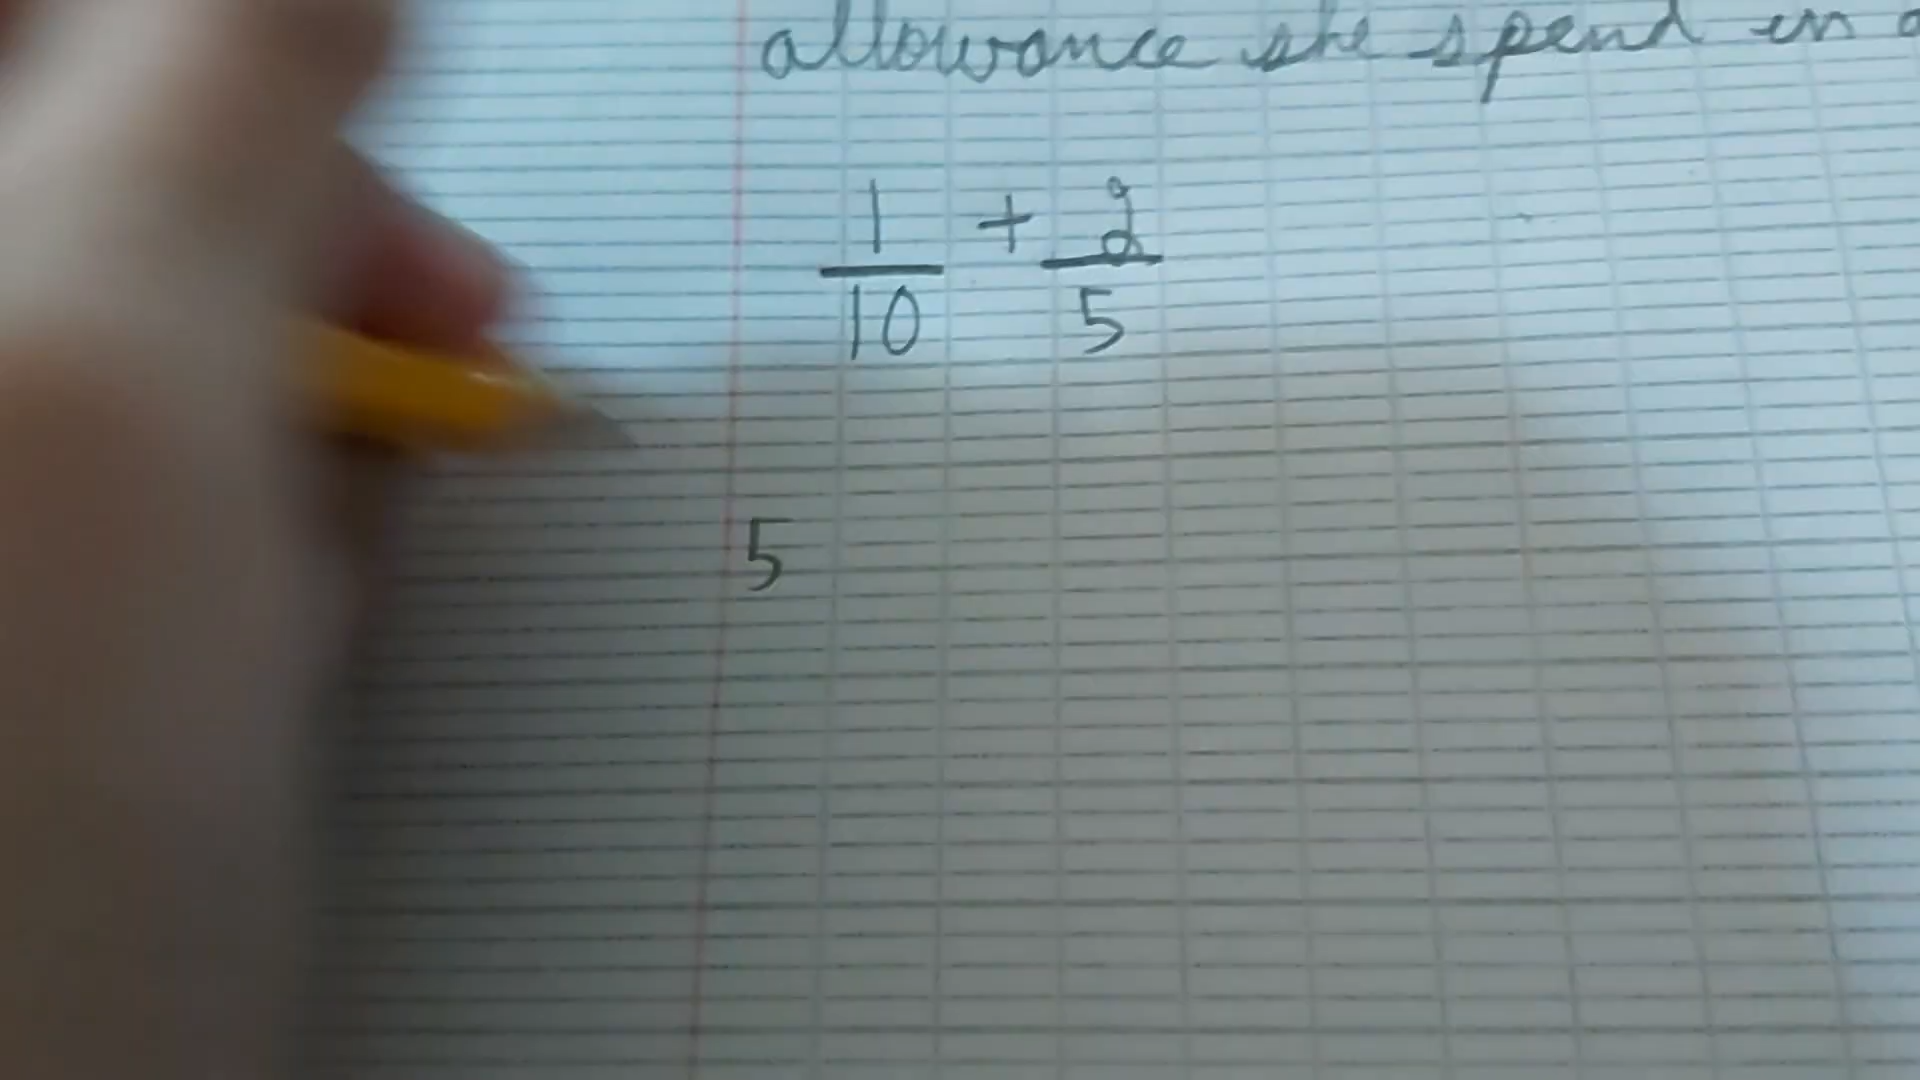 allowance she spend in
1/10 + 2/5
5